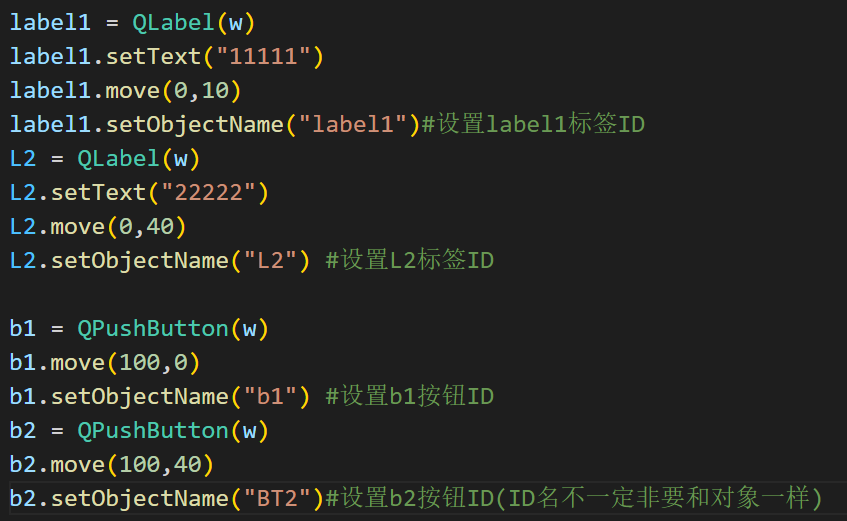 label1 = QLabel(w)
label1.setText("11111")
label1.move(0,10)
label1.setObjectName("label1")#设置label1标签ID
L2 = QLabel(w)
L2.setText("22222")
L2.move(0,40)
L2.setObjectName("L2") #设置L2标签ID
b1 = QPushButton(w)
b1.move(100,0)
b1.setObjectName("b1") #设置b1按钮ID
b2 = QPushButton(w)
b2.move(100,40)
b2.setObjectName("BT2")#设置b2按钮ID(ID名不一定非要和对象一样)